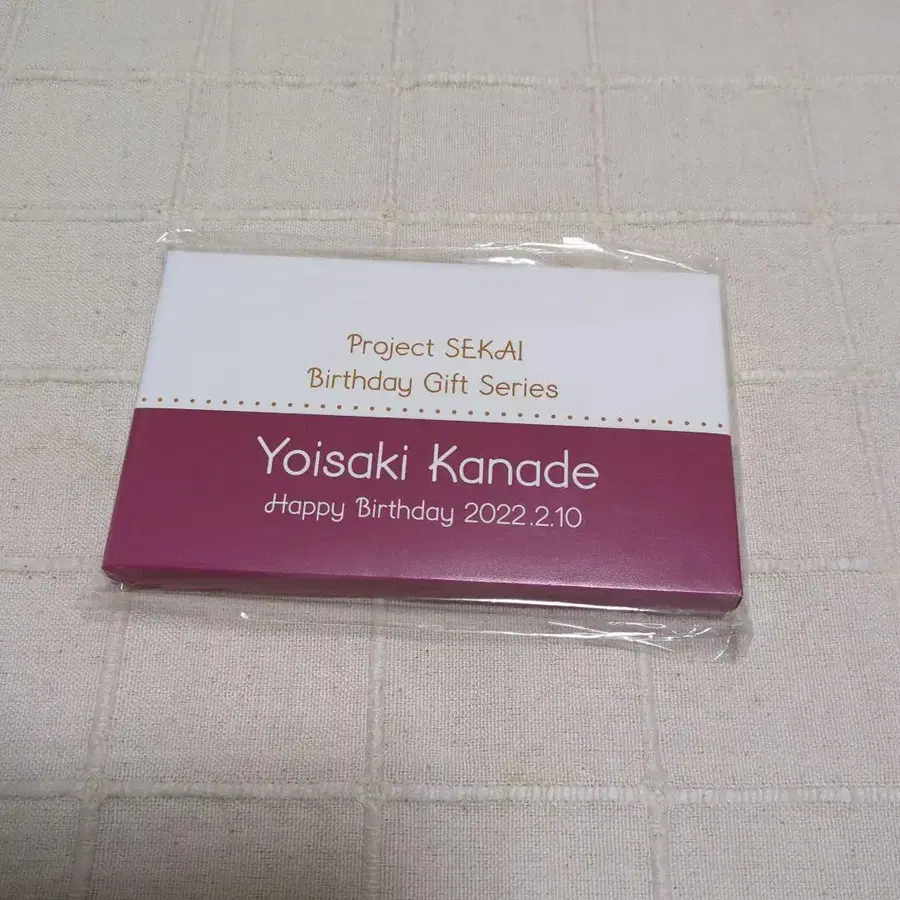 Project SEKAI
Birthday Gift Series
Yoisaki Kanade
Happy Birthday 2022.2.10